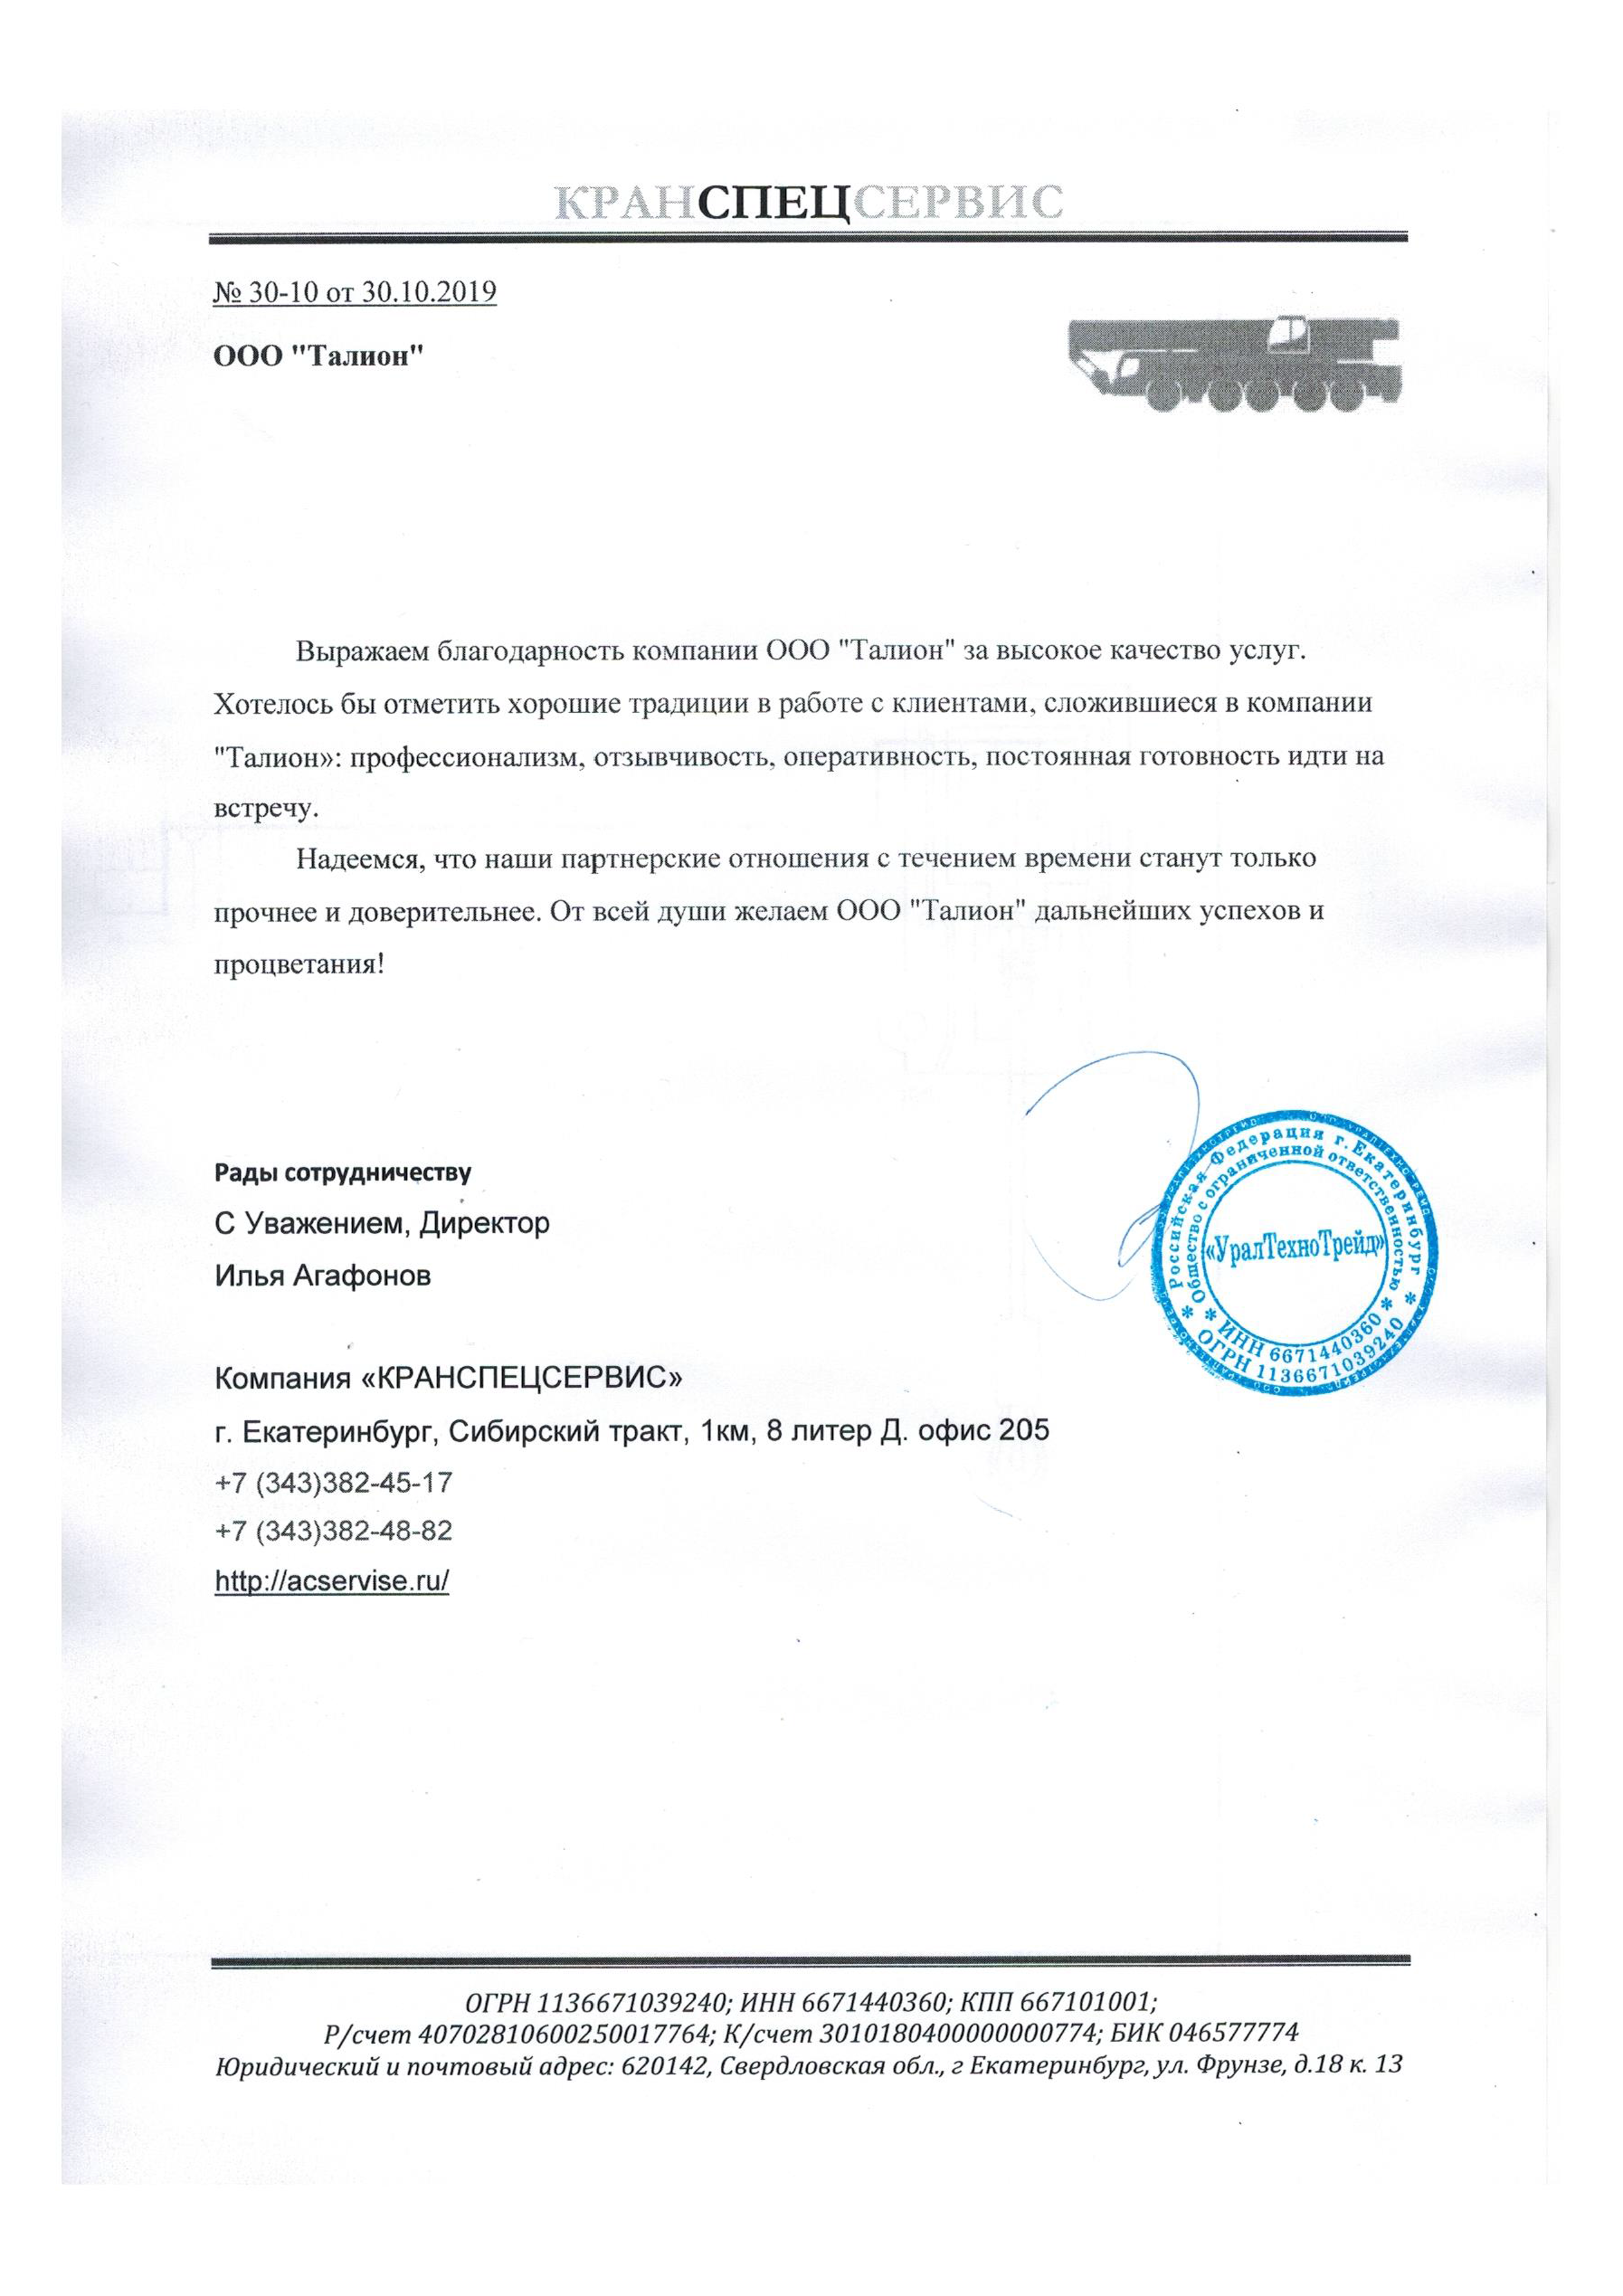 КРАНСПЕЦСЕРВИС
№ 30-10 от 30.10.2019
ООО "Талион"
Выражаем благодарность компании ООО "Талион" за высокое качество услуг.
Хотелось бы отметить хорошие традиции в работе с клиентами, сложившиеся в компании
"Талион»: профессионализм, отзывчивость, оперативность, постоянная готовность идти на
встречу.
Надеемся, что наши партнерские отношения с течением времени станут только
прочнее и доверительнее. От всей души желаем ООО "Талион" дальнейших успехов и
процветания!
Рады сотрудничеству
С Уважением, Директор
Илья Агафонов
Российская Федерация г. Екатеринбург
Общество с ограниченной ответственностью
«УралТехноТрейд»
ИНН 6671440360
ОГРН 1136671039240
Компания «КРАНСПЕЦСЕРВИС»
г. Екатеринбург, Сибирский тракт, 1км, 8 литер Д. офис 205
+7 (343)382-45-17
+7 (343)382-48-82
http://acservise.ru/
ОГРН 1136671039240; ИНН 6671440360; КПП 667101001;
Р/счет 40702810600250017764; К/счет 3010180400000000774; БИК 046577774
Юридический и почтовый адрес: 620142, Свердловская обл., г Екатеринбург, ул. Фрунзе, д.18 к. 13